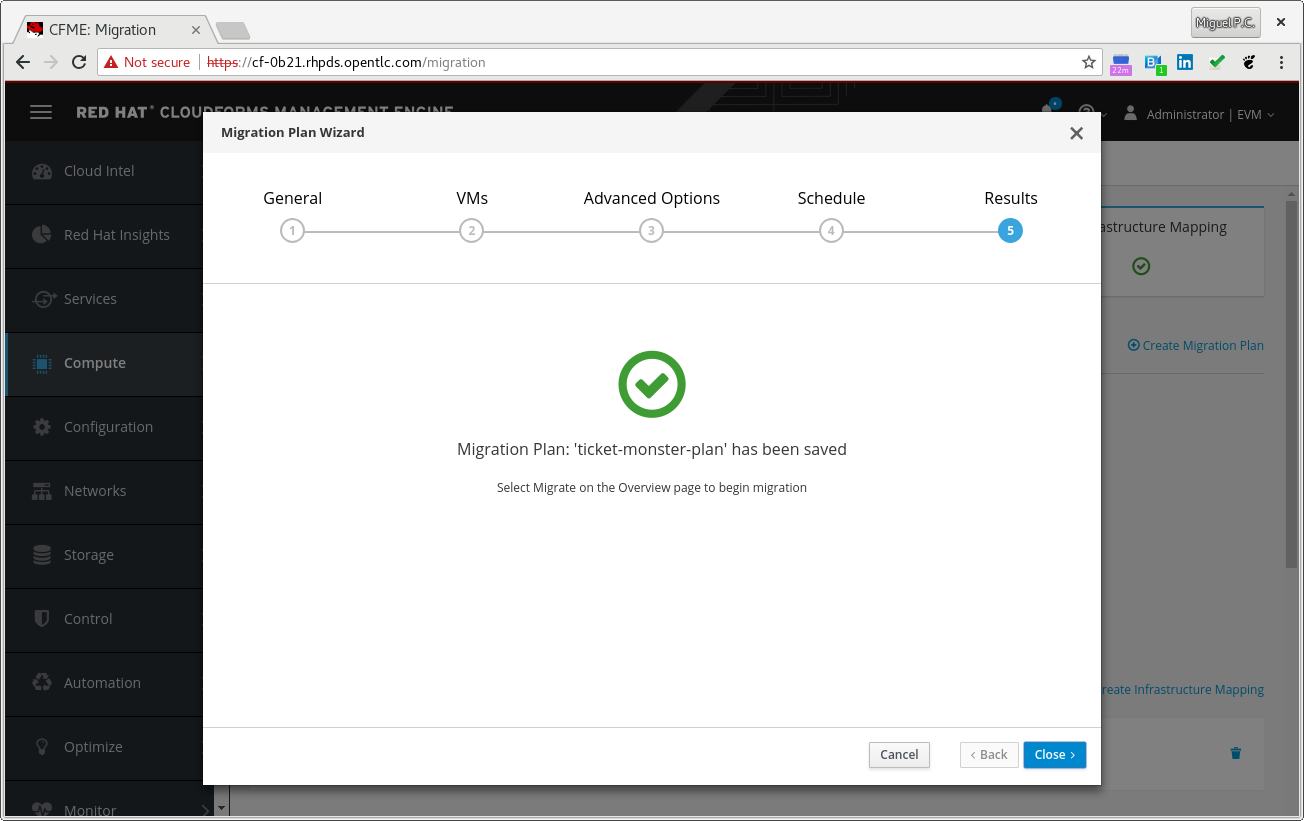 CFME: Migration
Miguel P.C.
Not secure https://cf-0b21.rhpds.opentlc.com/migration
22m
1
RED HAT CLOUDFORMS MANAGEMENT ENGINE
Administrator | EVM
Migration Plan Wizard
Cloud Intel
Red Hat Insights
Services
Compute
Configuration
Networks
Storage
Control
Automation
Optimize
Monitor
General VMs Advanced Options Schedule Results
1 2 3 4 5
Migration Plan: 'ticket-monster-plan' has been saved
Select Migrate on the Overview page to begin migration
Cancel < Back Close >
astructure Mapping
Create Migration Plan
reate Infrastructure Mapping